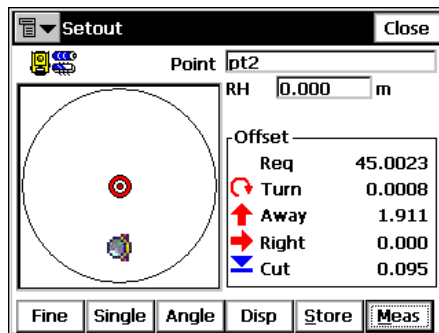 Setout Close
Point pt2
RH 0.000 m
Offset
Req 45.0023
Turn 0.0008
Away 1.911
Right 0.000
Cut 0.095
Fine Single Angle Disp Store Meas